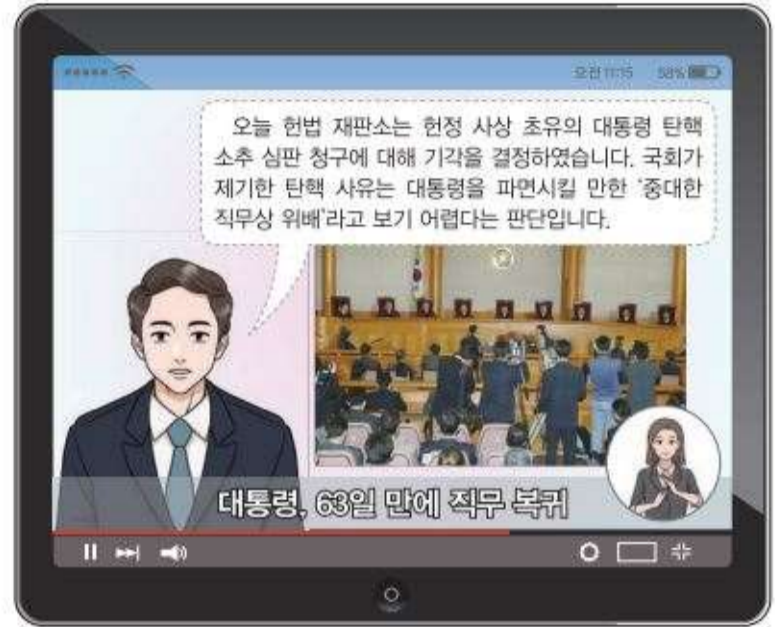 오전 11:15 58%
오늘 헌법 재판소는 헌정 사상 초유의 대통령 탄핵
소추 심판 청구에 대해 기각을 결정하였습니다. 국회가
제기한 탄핵 사유는 대통령을 파면시킬 만한 ‘중대한
직무상 위배’라고 보기 어렵다는 판단입니다.
대통령, 63일 만에 직무 복귀